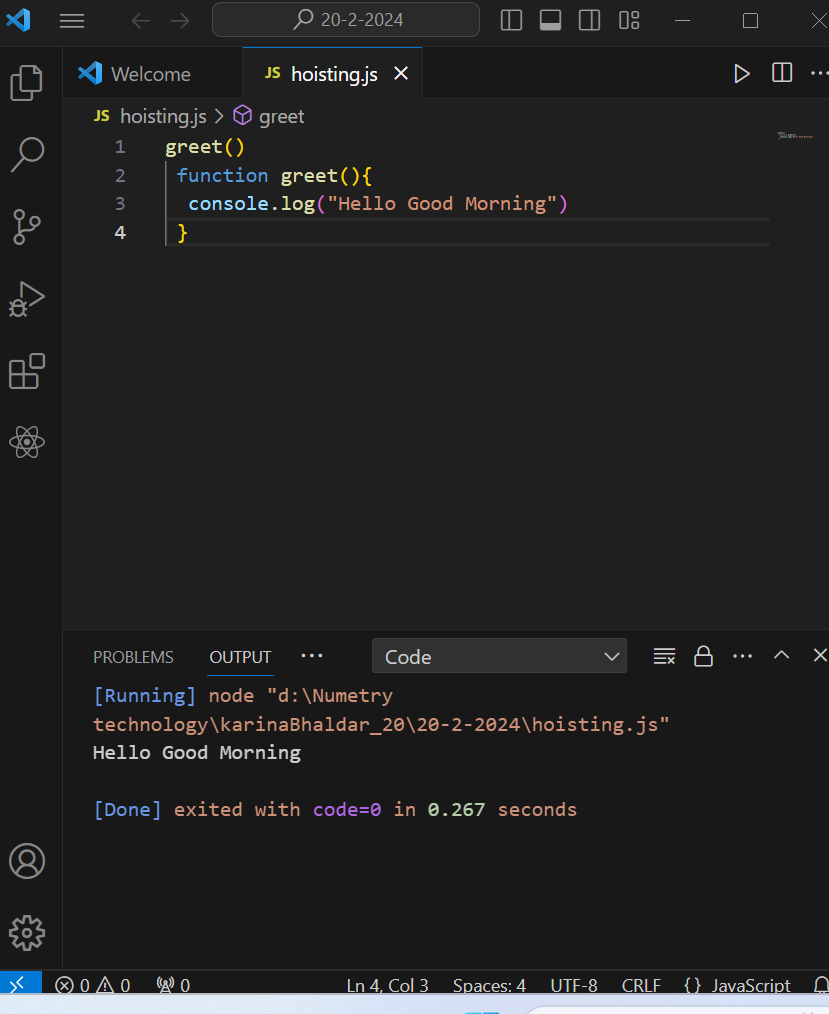 20-2-2024
Welcome
JS hoisting.js
JS hoisting.js > greet
1 greet()
2 function greet(){
3 console.log("Hello Good Morning")
4 }
PROBLEMS OUTPUT ··· Code
[Running] node "d:\Numetry
technology\karinaBhaldar_20\20-2-2024\hoisting.js"
Hello Good Morning
[Done] exited with code=0 in 0.267 seconds
0 0 0 Ln 4, Col 3 Spaces: 4 UTF-8 CRLF {} JavaScript